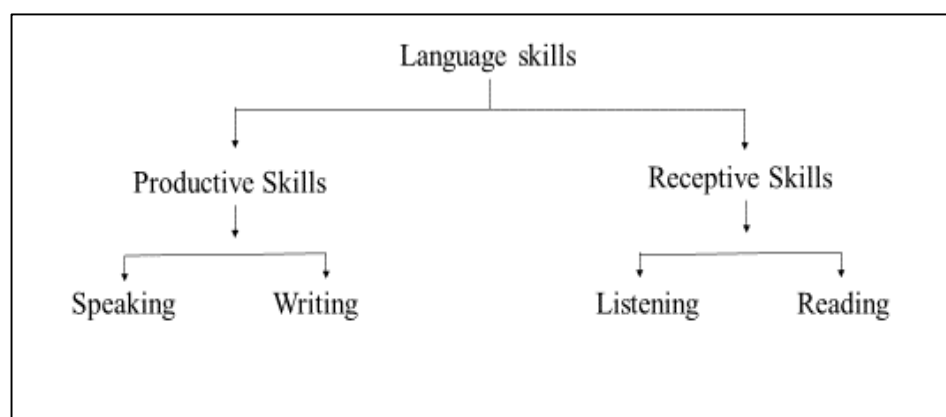 Language skills
Productive Skills
Receptive Skills
Speaking
Writing
Listening
Reading